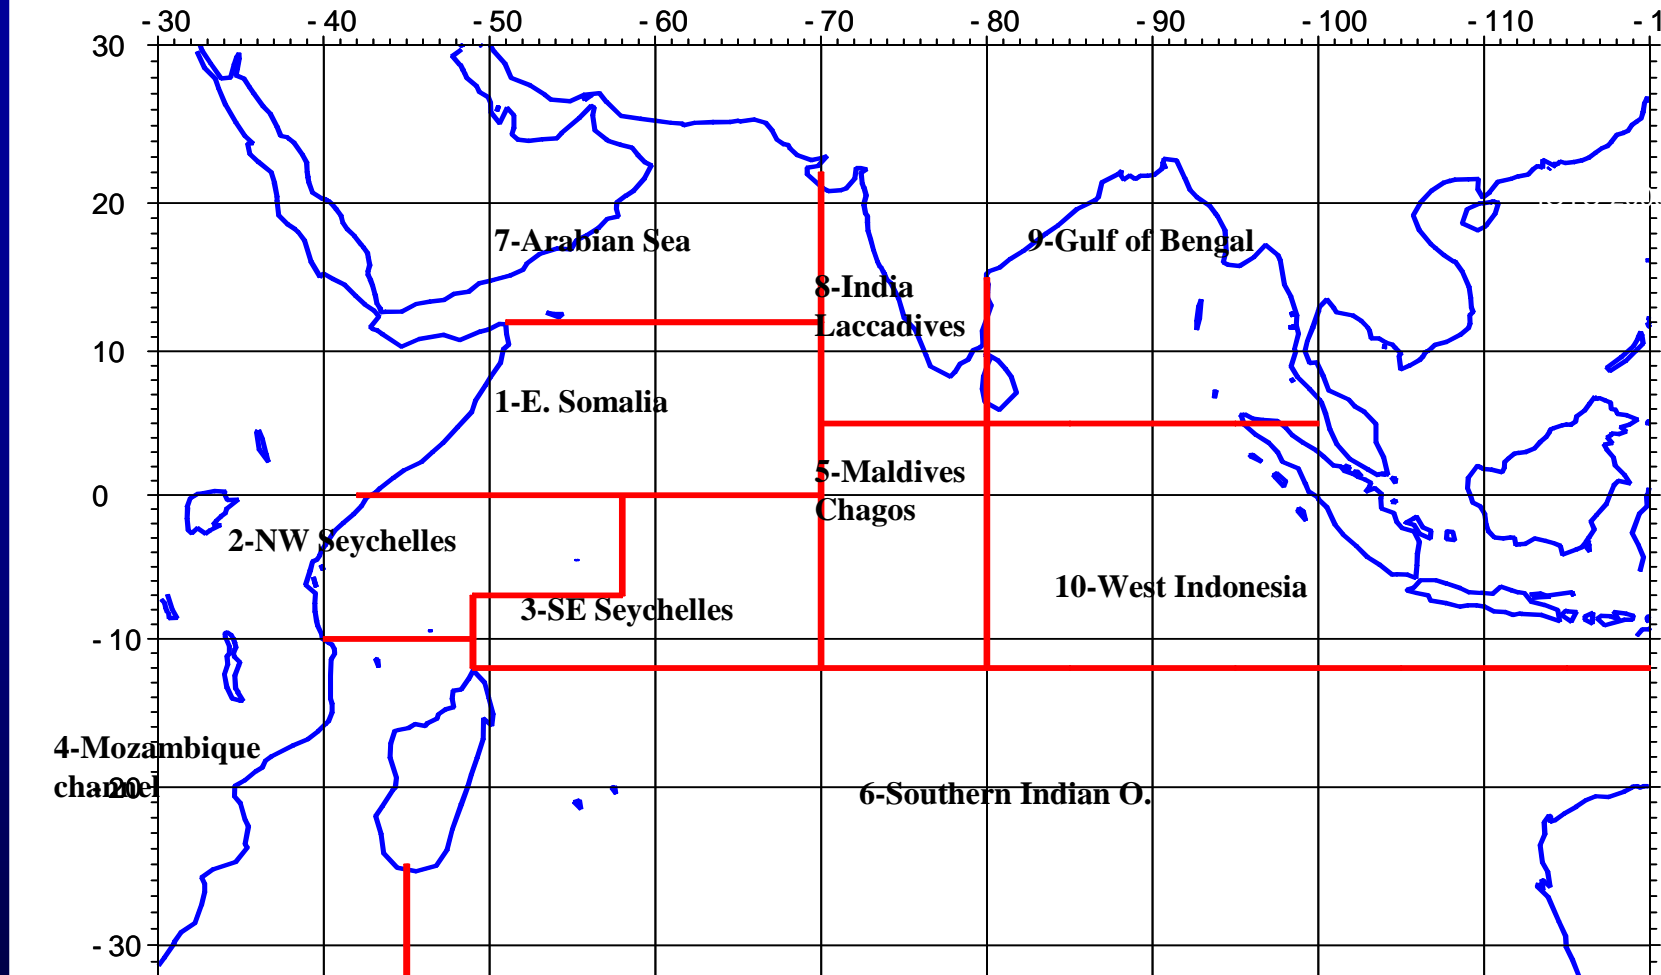 - 30 - 40 - 50 - 60 - 70 - 80 - 90 - 100 - 110 - 1
30
20
7-Arabian Sea
9-Gulf of Bengal
8-India
Laccadives
10
1-E. Somalia
5-Maldives
Chagos
0
2-NW Seychelles
10-West Indonesia
3-SE Seychelles
- 10
4-Mozambique
channel
- 20
6-Southern Indian O.
- 30